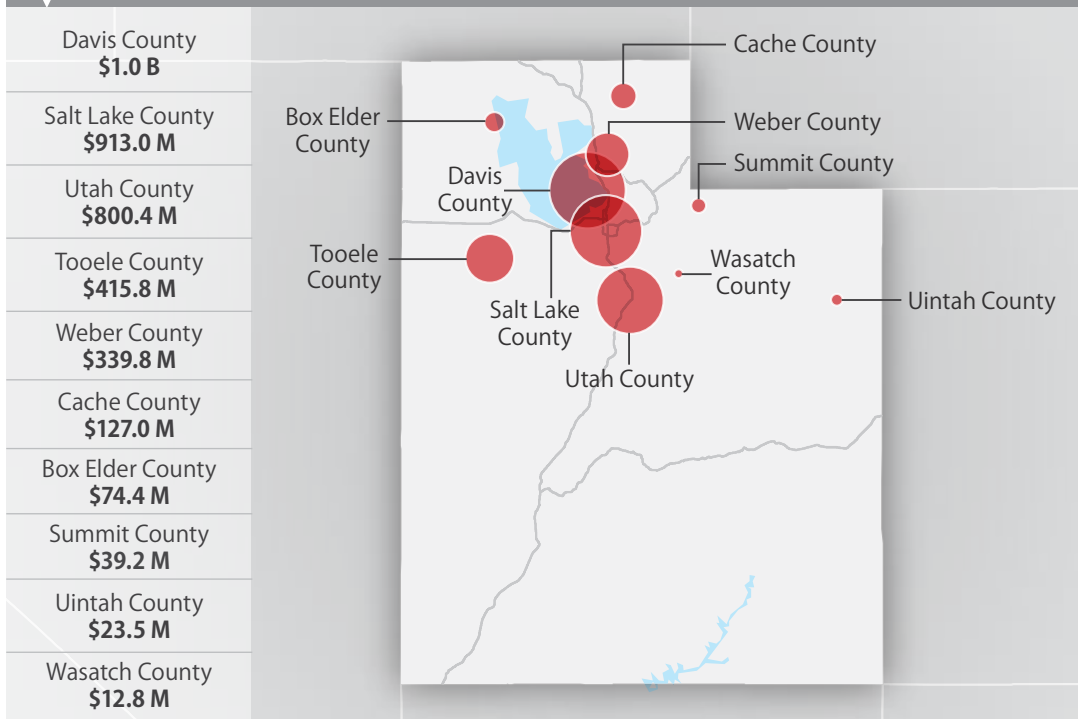 Davis County
$1.0 B
Salt Lake County
$913.0 M
Utah County
$800.4 M
Tooele County
$415.8 M
Weber County
$339.8 M
Cache County
$127.0 M
Box Elder County
$74.4 M
Summit County
$39.2 M
Uintah County
$23.5 M
Wasatch County
$12.8 M
Cache County
Box Elder
County
Weber County
Summit County
Davis
County
Tooele
County
Wasatch
County
Salt Lake
County
Uintah County
Utah County